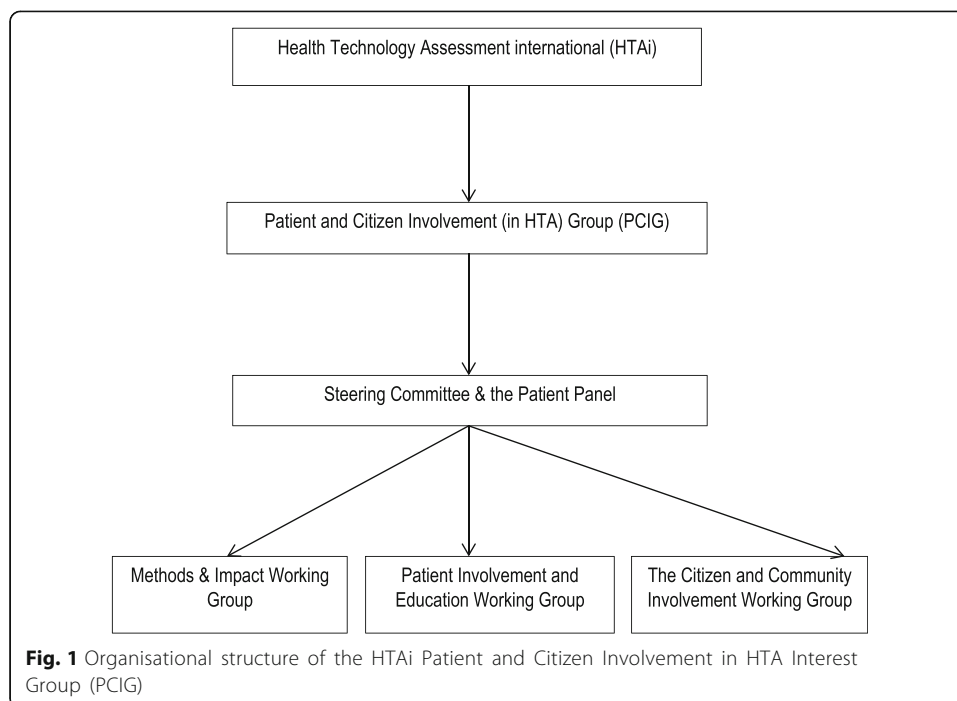 Health Technology Assessment international (HTAi)
Patient and Citizen Involvement (in HTA) Group (PCIG)
Steering Committee & the Patient Panel
Methods & Impact Working
Group
Patient Involvement and
Education Working Group
The Citizen and Community
Involvement Working Group
Fig. 1 Organisational structure of the HTAi Patient and Citizen Involvement in HTA Interest
Group (PCIG)